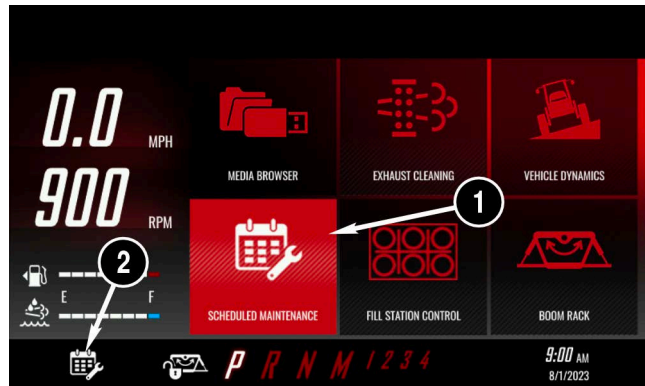 0.0 MPH
900 RPM
E F
MEDIA BROWSER
EXHAUST CLEANING
VEHICLE DYNAMICS
1
SCHEDULED MAINTENANCE
FILL STATION CONTROL
BOOM RACK
2
P R N M 1 2 3 4
9:00 AM
8/1/2023